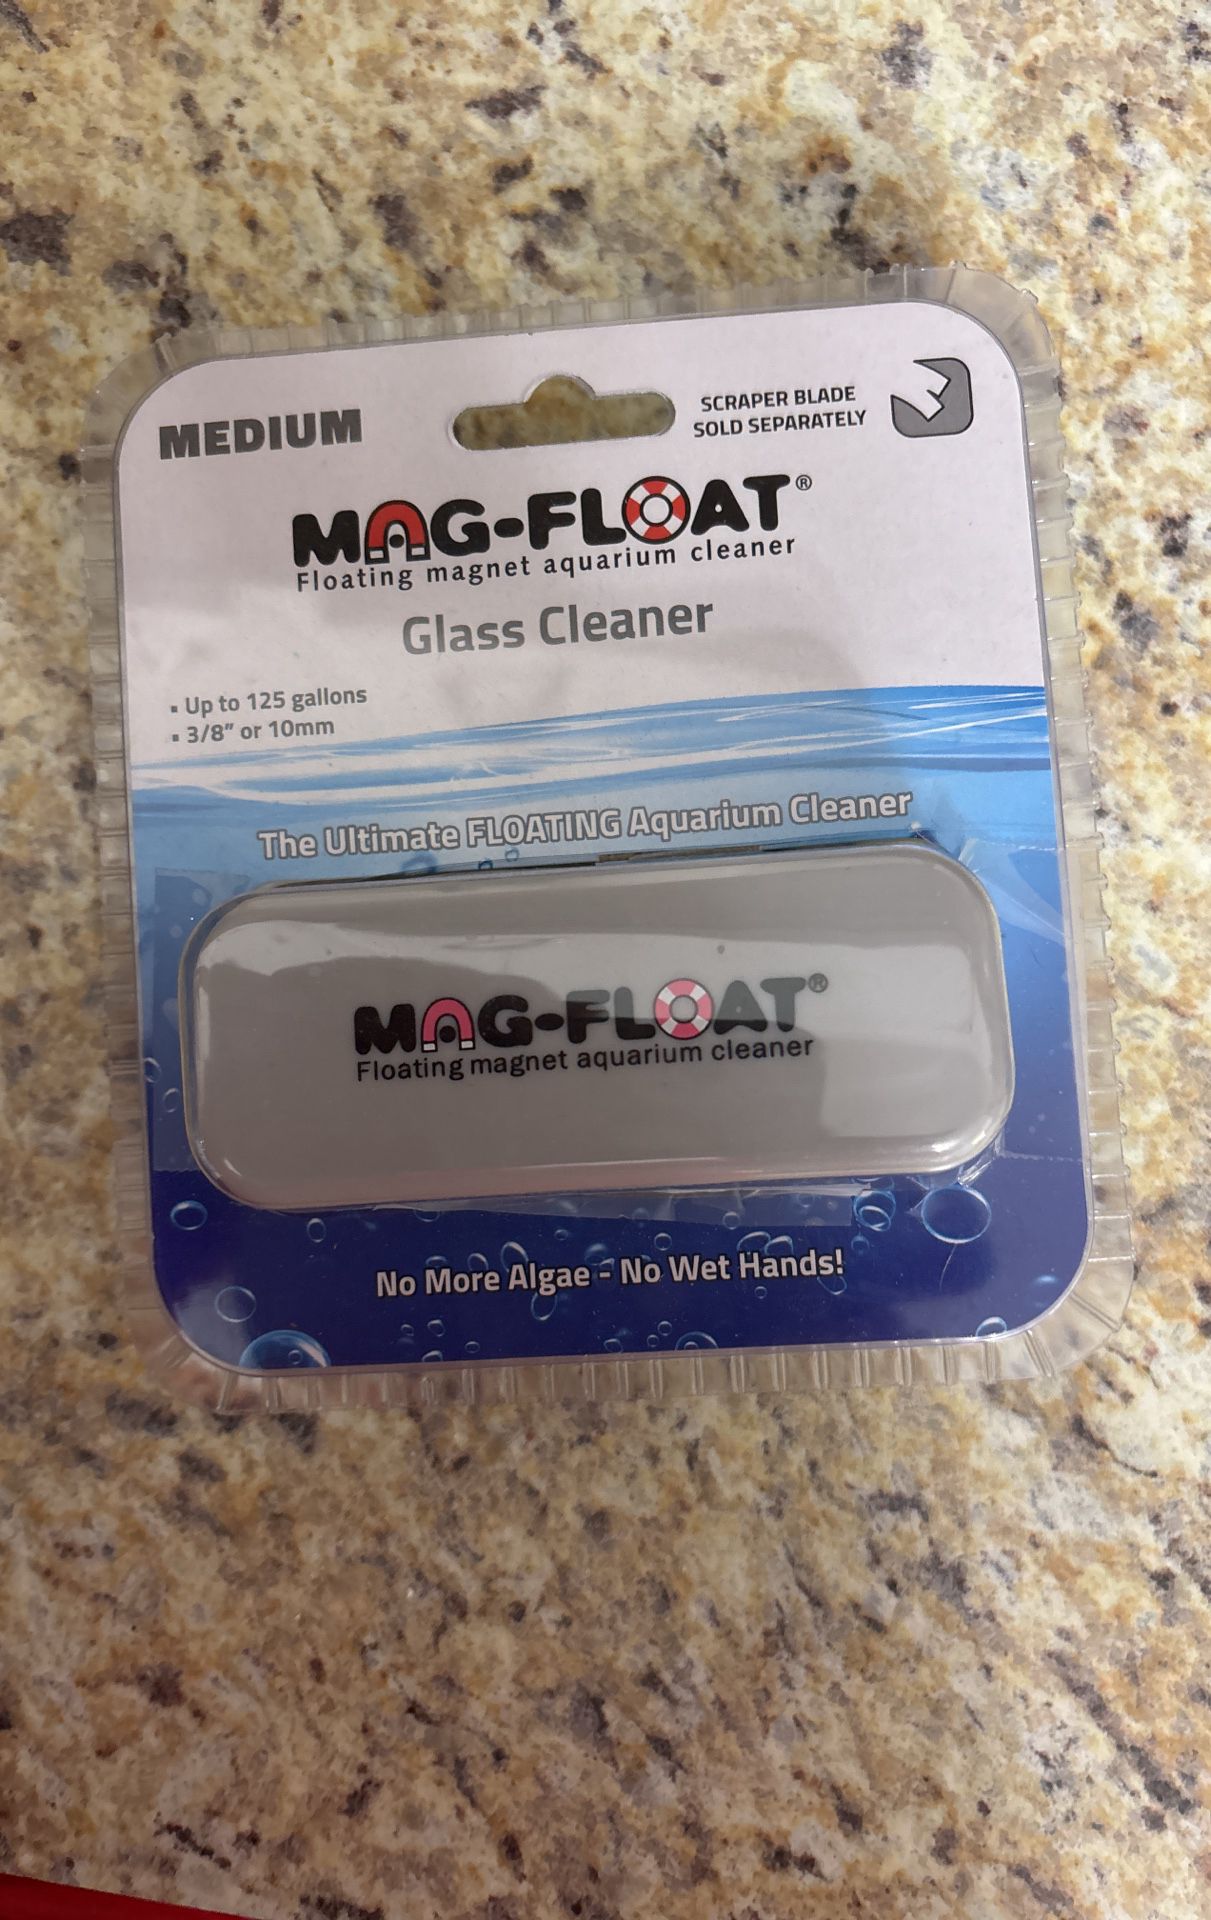 MEDIUM
SCRAPER BLADE
SOLD SEPARATELY
MAG-FLOAT®
Floating magnet aquarium cleaner
Glass Cleaner
▪ Up to 125 gallons
▪ 3/8" or 10mm
The Ultimate FLOATING Aquarium Cleaner
MAG-FLOAT®
Floating magnet aquarium cleaner
No More Algae - No Wet Hands!